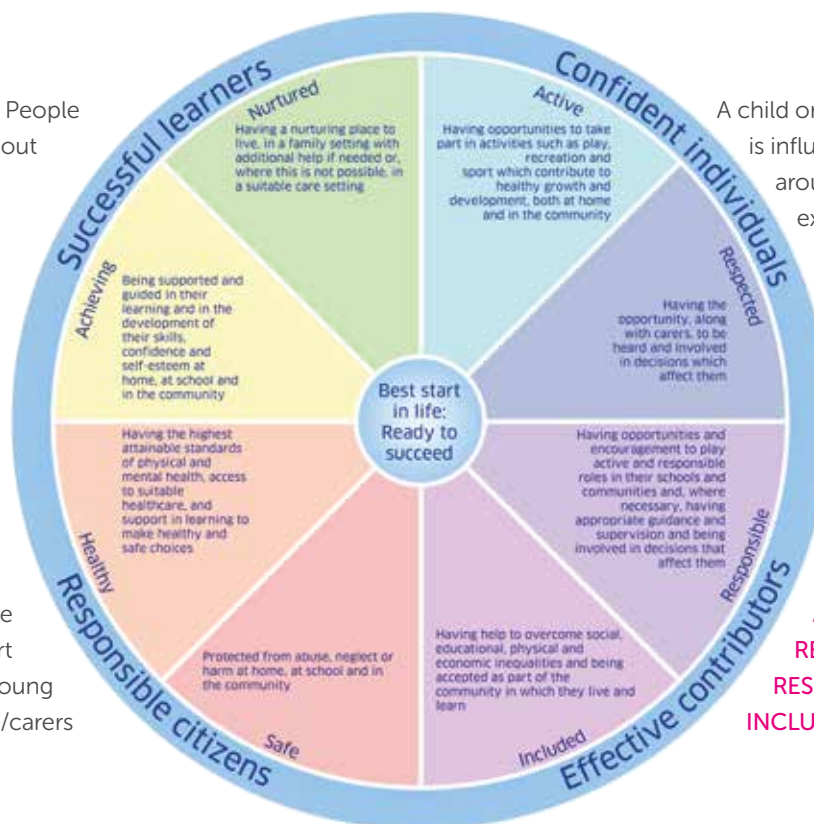 People
out
A child or
is influ
arou
ex
Successful learners
Confident individuals
Nurtured
Having a nurturing place to
live, in a family setting with
additional help if needed or,
where this is not possible, in
a suitable care setting
Active
Having opportunities to take
part in activities such as play,
recreation and
sport which contribute to
healthy growth and
development, both at home
and in the community
Achieving
Being supported and
guided in their
learning and in the
development of
their skills,
confidence and
self-esteem at
home, at school and
in the community
Respected
Having the
opportunity, along
with carers, to be
heard and involved
in decisions which
affect them
Best start
in life:
Ready to
succeed
Healthy
Having the highest
attainable standards
of physical and
mental health, access
to suitable
healthcare, and
support in learning to
make healthy and
safe choices
Responsible
Having opportunities and
encouragement to play
active and responsible
roles in their schools and
communities and, where
necessary, having
appropriate guidance and
supervision and being
involved in decisions that
affect them
Safe
Protected from abuse, neglect or
harm at home, at school and in
the community
Included
Having help to overcome social,
educational, physical and
economic inequalities and being
accepted as part of the
community in which they live and
learn
Responsible citizens
Effective contributors
e
rt
oung
/carers
RE
RES
INCLU